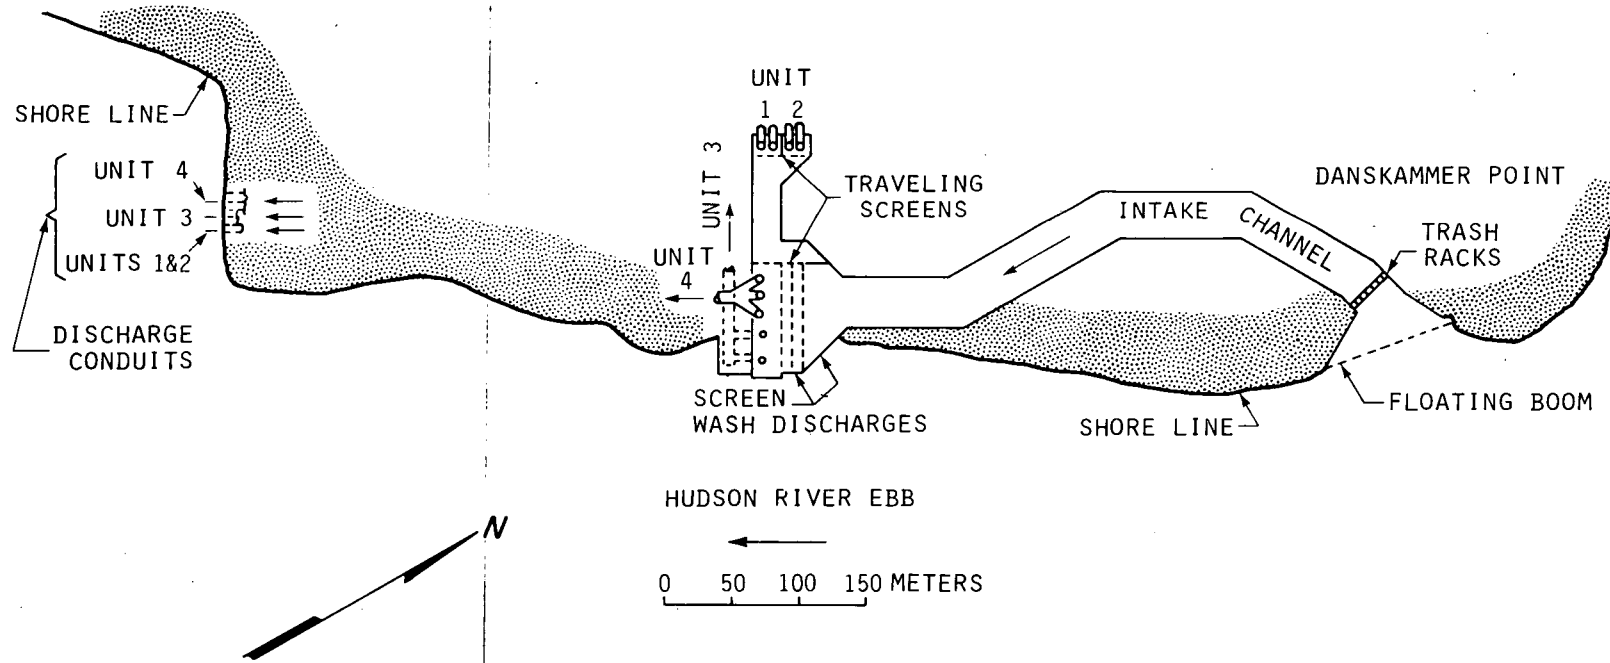 UNIT
1 2
UNIT 3
SHORE LINE
UNIT 4
UNIT 3
UNITS 1&2
DISCHARGE
CONDUITS
UNIT
4
TRAVELING
SCREENS
SCREEN
WASH DISCHARGES
INTAKE CHANNEL
DANSKAMMER POINT
TRASH
RACKS
FLOATING BOOM
SHORE LINE
HUDSON RIVER EBB
N
0 50 100 150 METERS